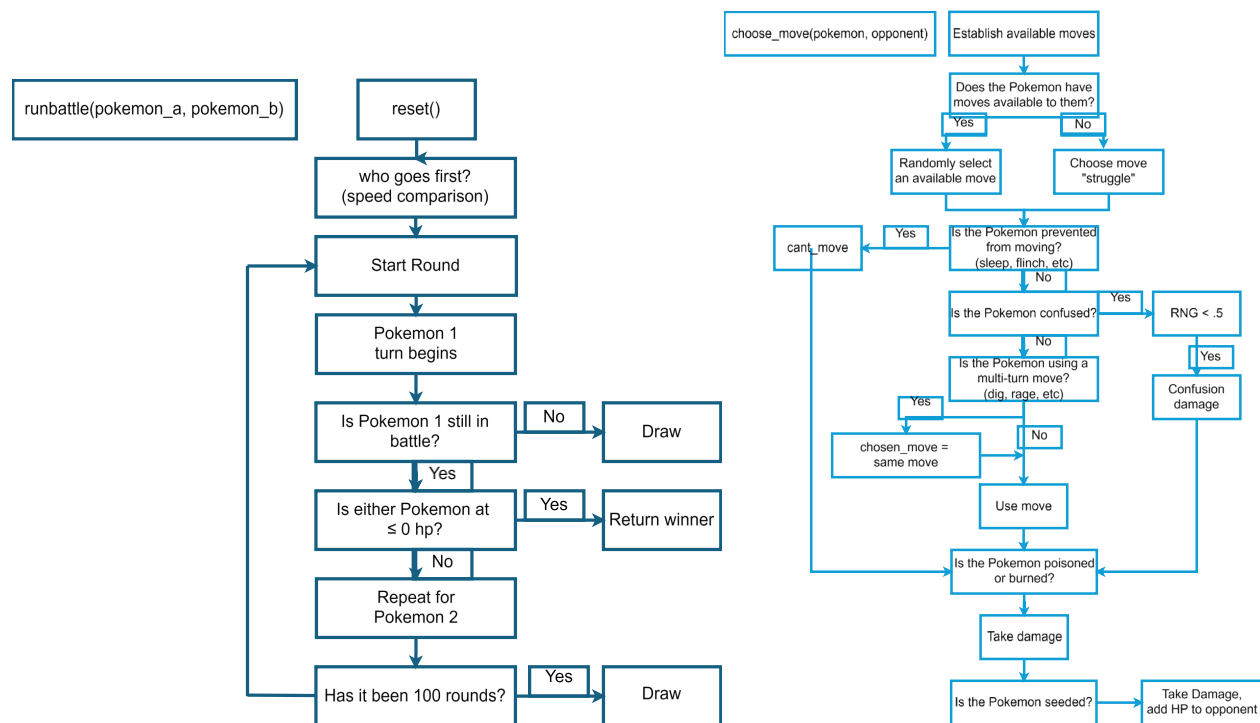 runbattle(pokemon_a, pokemon_b)
reset()
who goes first?
(speed comparison)
Start Round
Pokemon 1
turn begins
Is Pokemon 1 still in
battle?
No
Draw
Yes
Is either Pokemon at
≤ 0 hp?
Yes
Return winner
No
Repeat for
Pokemon 2
Has it been 100 rounds?
Yes
Draw
choose_move(pokemon, opponent)
Establish available moves
Does the Pokemon have
moves available to them?
Yes
No
Randomly select
an available move
Choose move
"struggle"
Is the Pokemon prevented
from moving?
(sleep, flinch, etc)
Yes
cant_move
No
Is the Pokemon confused?
Yes
RNG < .5
Yes
Confusion
damage
No
Is the Pokemon using a
multi-turn move?
(dig, rage, etc)
Yes
chosen_move =
same move
No
Use move
Is the Pokemon poisoned
or burned?
Take damage
Is the Pokemon seeded?
Take Damage,
add HP to opponent